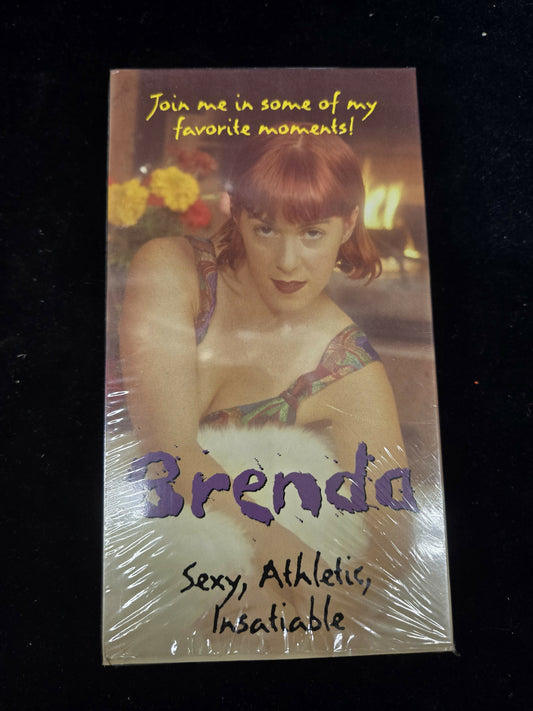 Join me in some of my
favorite moments!
Brenda
Sexy, Athletic,
Insatiable